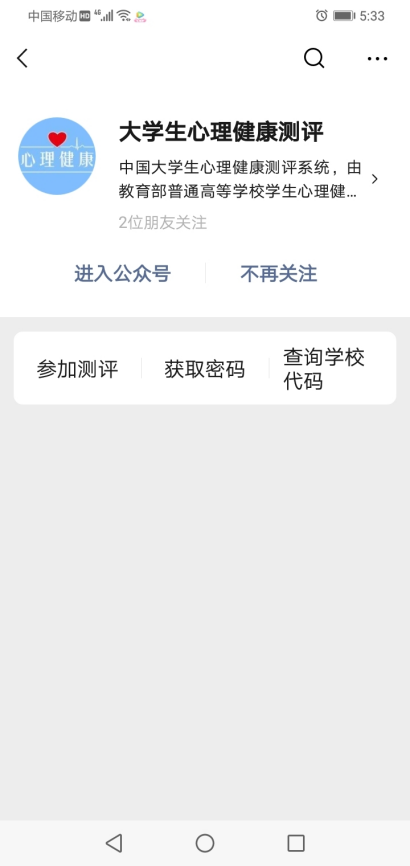 中国移动 HD 4G 5:33
大学生心理健康测评
心理健康
中国大学生心理健康测评系统，由
教育部普通高等学校学生心理健...
2位朋友关注
进入公众号 不再关注
参加测评 获取密码 查询学校
代码